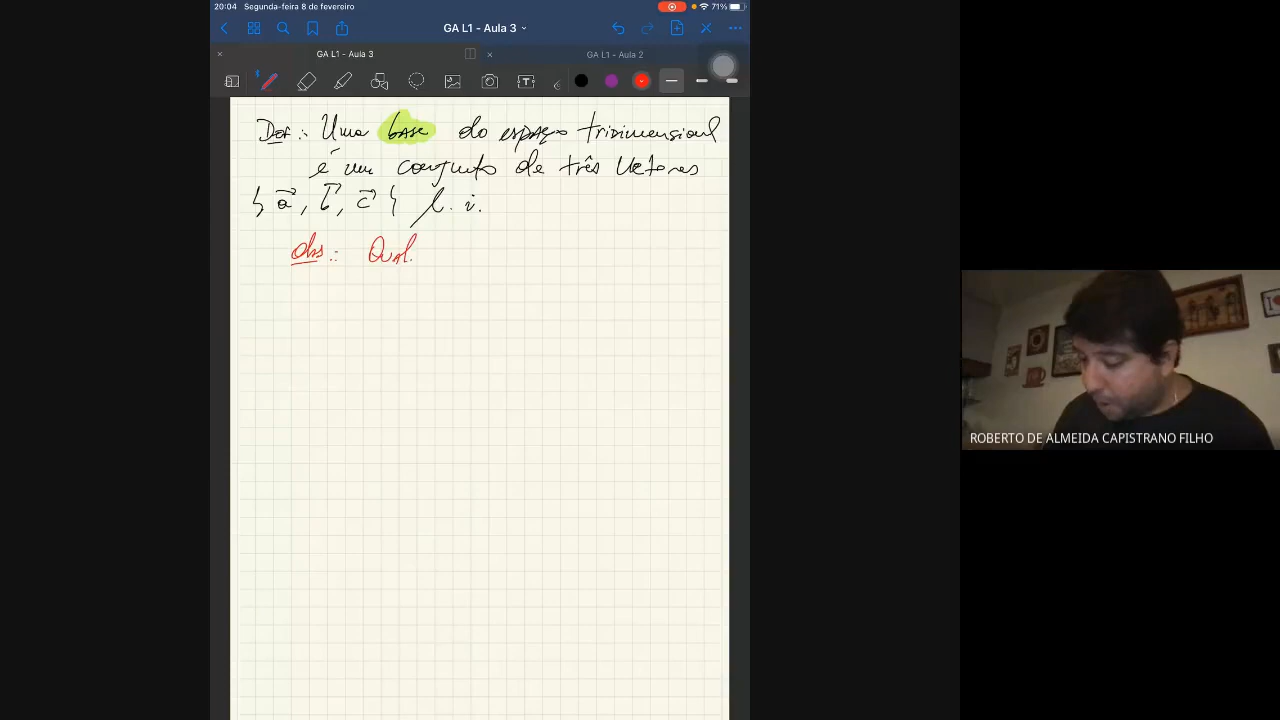 20:04 Segunda-feira 8 de fevereiro 71%
GA L1 - Aula 3
GA L1 - Aula 3
GA L1 - Aula 2
Def.: Uma base do espaço tridimensional
é um conjunto de três vetores
{ a, b, c } l.i.
Obs.: Qual.
ROBERTO DE ALMEIDA CAPISTRANO FILHO